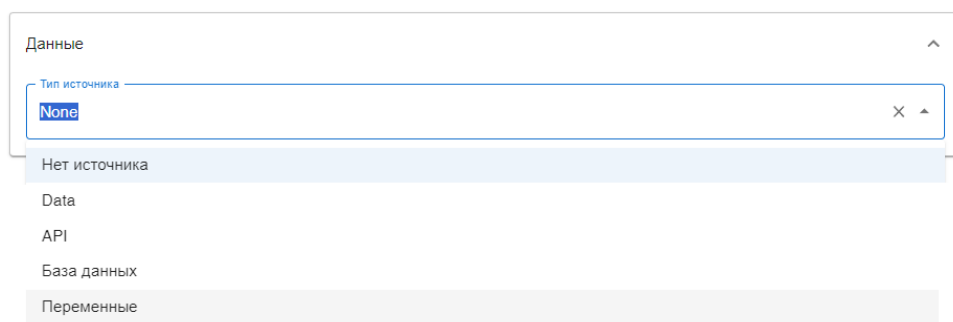 Данные
Тип источника
None
Нет источника
Data
API
База данных
Переменные